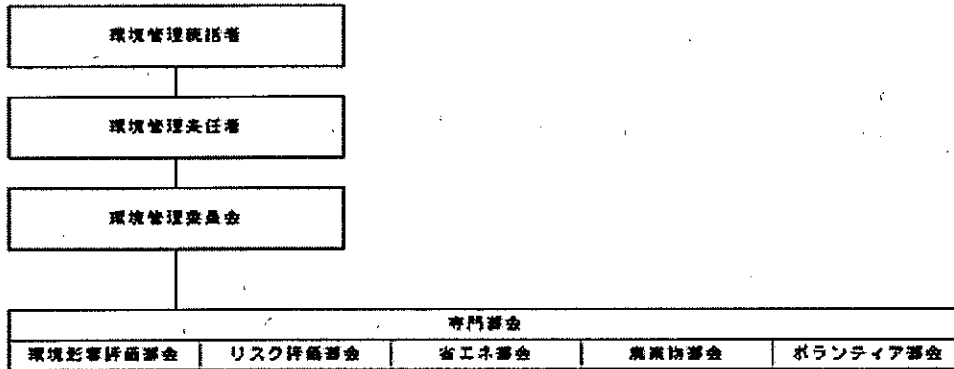 環境管理統括者
環境管理責任者
環境管理委員会
専門部会
環境影響評価部会 リスク評価部会 省エネ部会 廃棄物部会 ボランティア部会